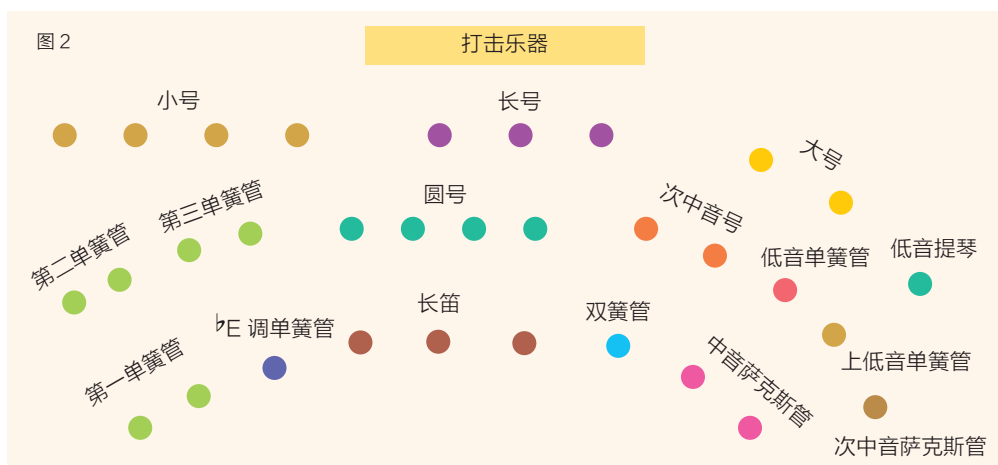 图 2
打击乐器
小号
长号
大号
第三单簧管
圆号
次中音号
第二单簧管
低音单簧管
低音提琴
长笛
双簧管
♭E 调单簧管
第一单簧管
中音萨克斯管
上低音单簧管
次中音萨克斯管